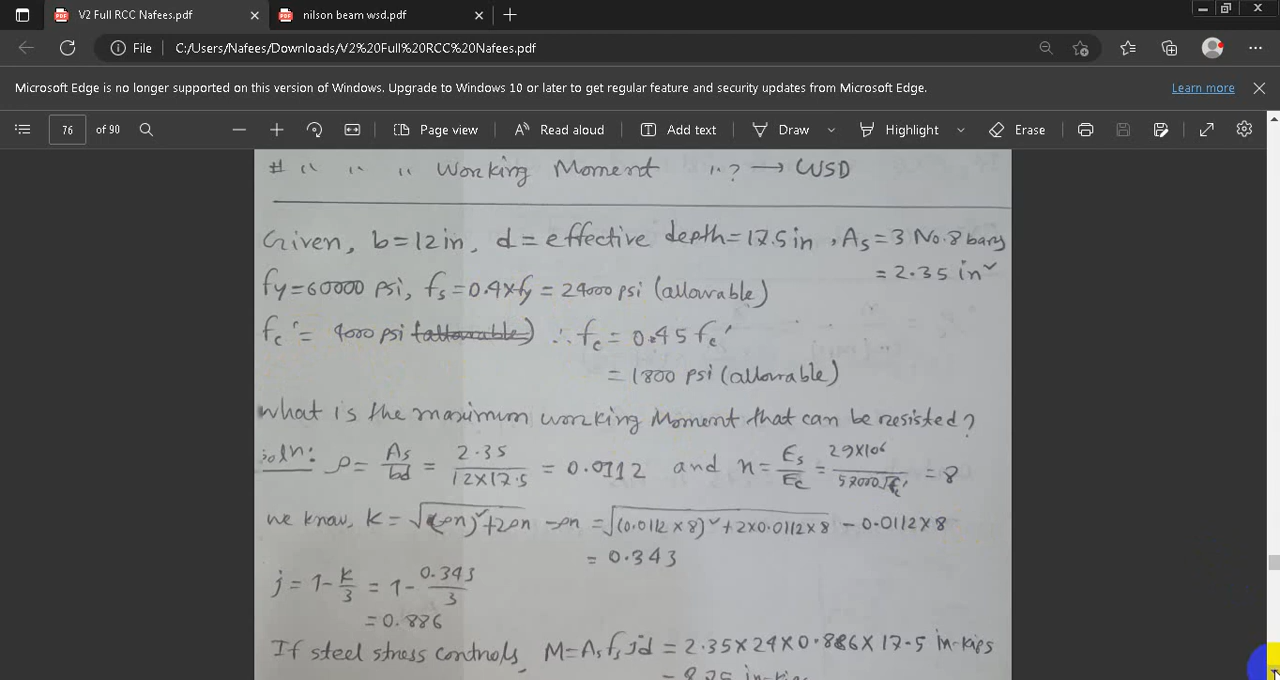 V2 Full RCC Nafees.pdf
nilson beam wsd.pdf
File C:/Users/Nafees/Downloads/V2%20Full%20RCC%20Nafees.pdf
Microsoft Edge is no longer supported on this version of Windows. Upgrade to Windows 10 or later to get regular feature and security updates from Microsoft Edge.
Learn more
76 of 90
Page view
Read aloud
Add text
Draw
Highlight
Erase
# " " " Working Moment "? → WSD
Given, b=12 in, d= effective depth=17.5 in, As = 3 No.8 bars
= 2.35 in²
fy=60000 psi, fs=0.4×fy = 24000 psi (allowable)
fc' = 4000 psi (allowable) ∴ fc = 0.45 fc'
= 1800 psi (allowable)
What is the maximum working Moment that can be resisted?
soln: ρ= As/bd = 2.35/12×17.5 = 0.0112 and n= Es/Ec = 29×10⁶/57000√fc' = 8
we know, K = √(ρn)²+2ρn -ρn = √(0.0112×8)²+2×0.0112×8 - 0.0112×8
= 0.343
j = 1- K/3 = 1- 0.343/3
= 0.886
If steel stress controls, M=As fs jd = 2.35×24×0.886×17.5 in-kips
= 875 in-kips